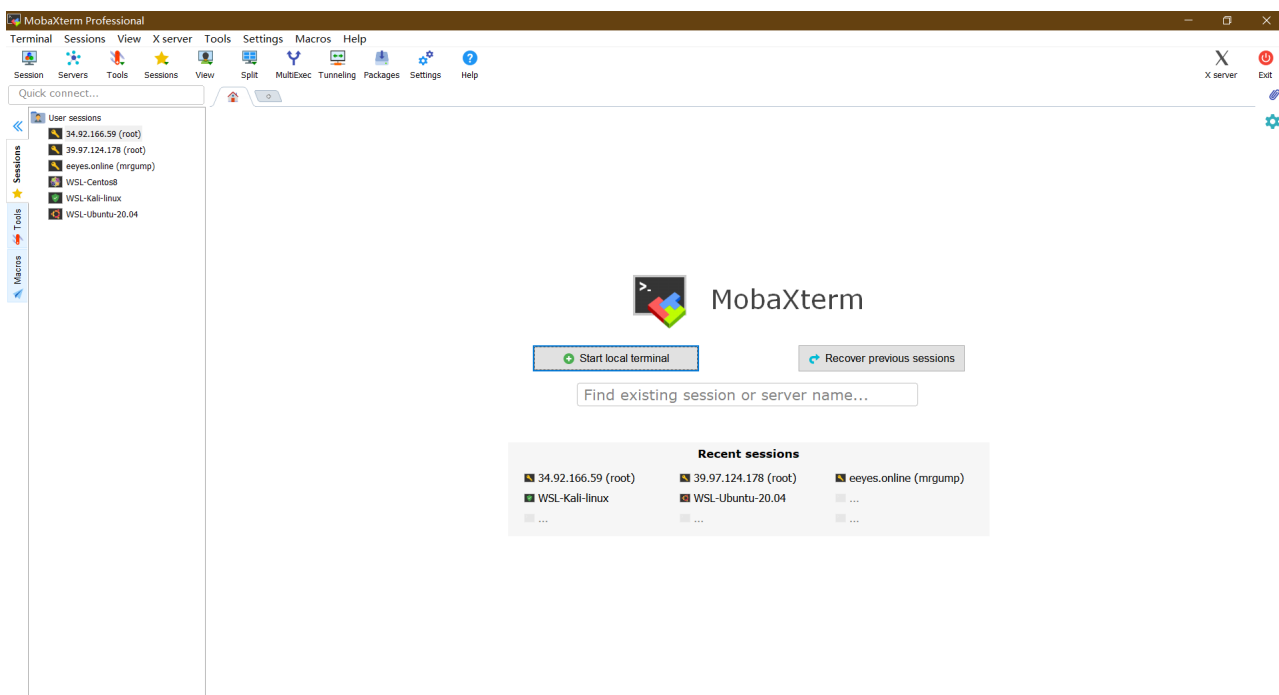 MobaXterm Professional
Terminal Sessions View X server Tools Settings Macros Help
Session Servers Tools Sessions View Split MultiExec Tunneling Packages Settings Help X server Exit
Quick connect...
User sessions
34.92.166.59 (root)
39.97.124.178 (root)
eeyes.online (mrgump)
WSL-Centos8
WSL-Kali-linux
WSL-Ubuntu-20.04
Sessions
Tools
Macros
>_
MobaXterm
Start local terminal Recover previous sessions
Find existing session or server name...
Recent sessions
34.92.166.59 (root) 39.97.124.178 (root) eeyes.online (mrgump)
WSL-Kali-linux WSL-Ubuntu-20.04 ...
... ... ...